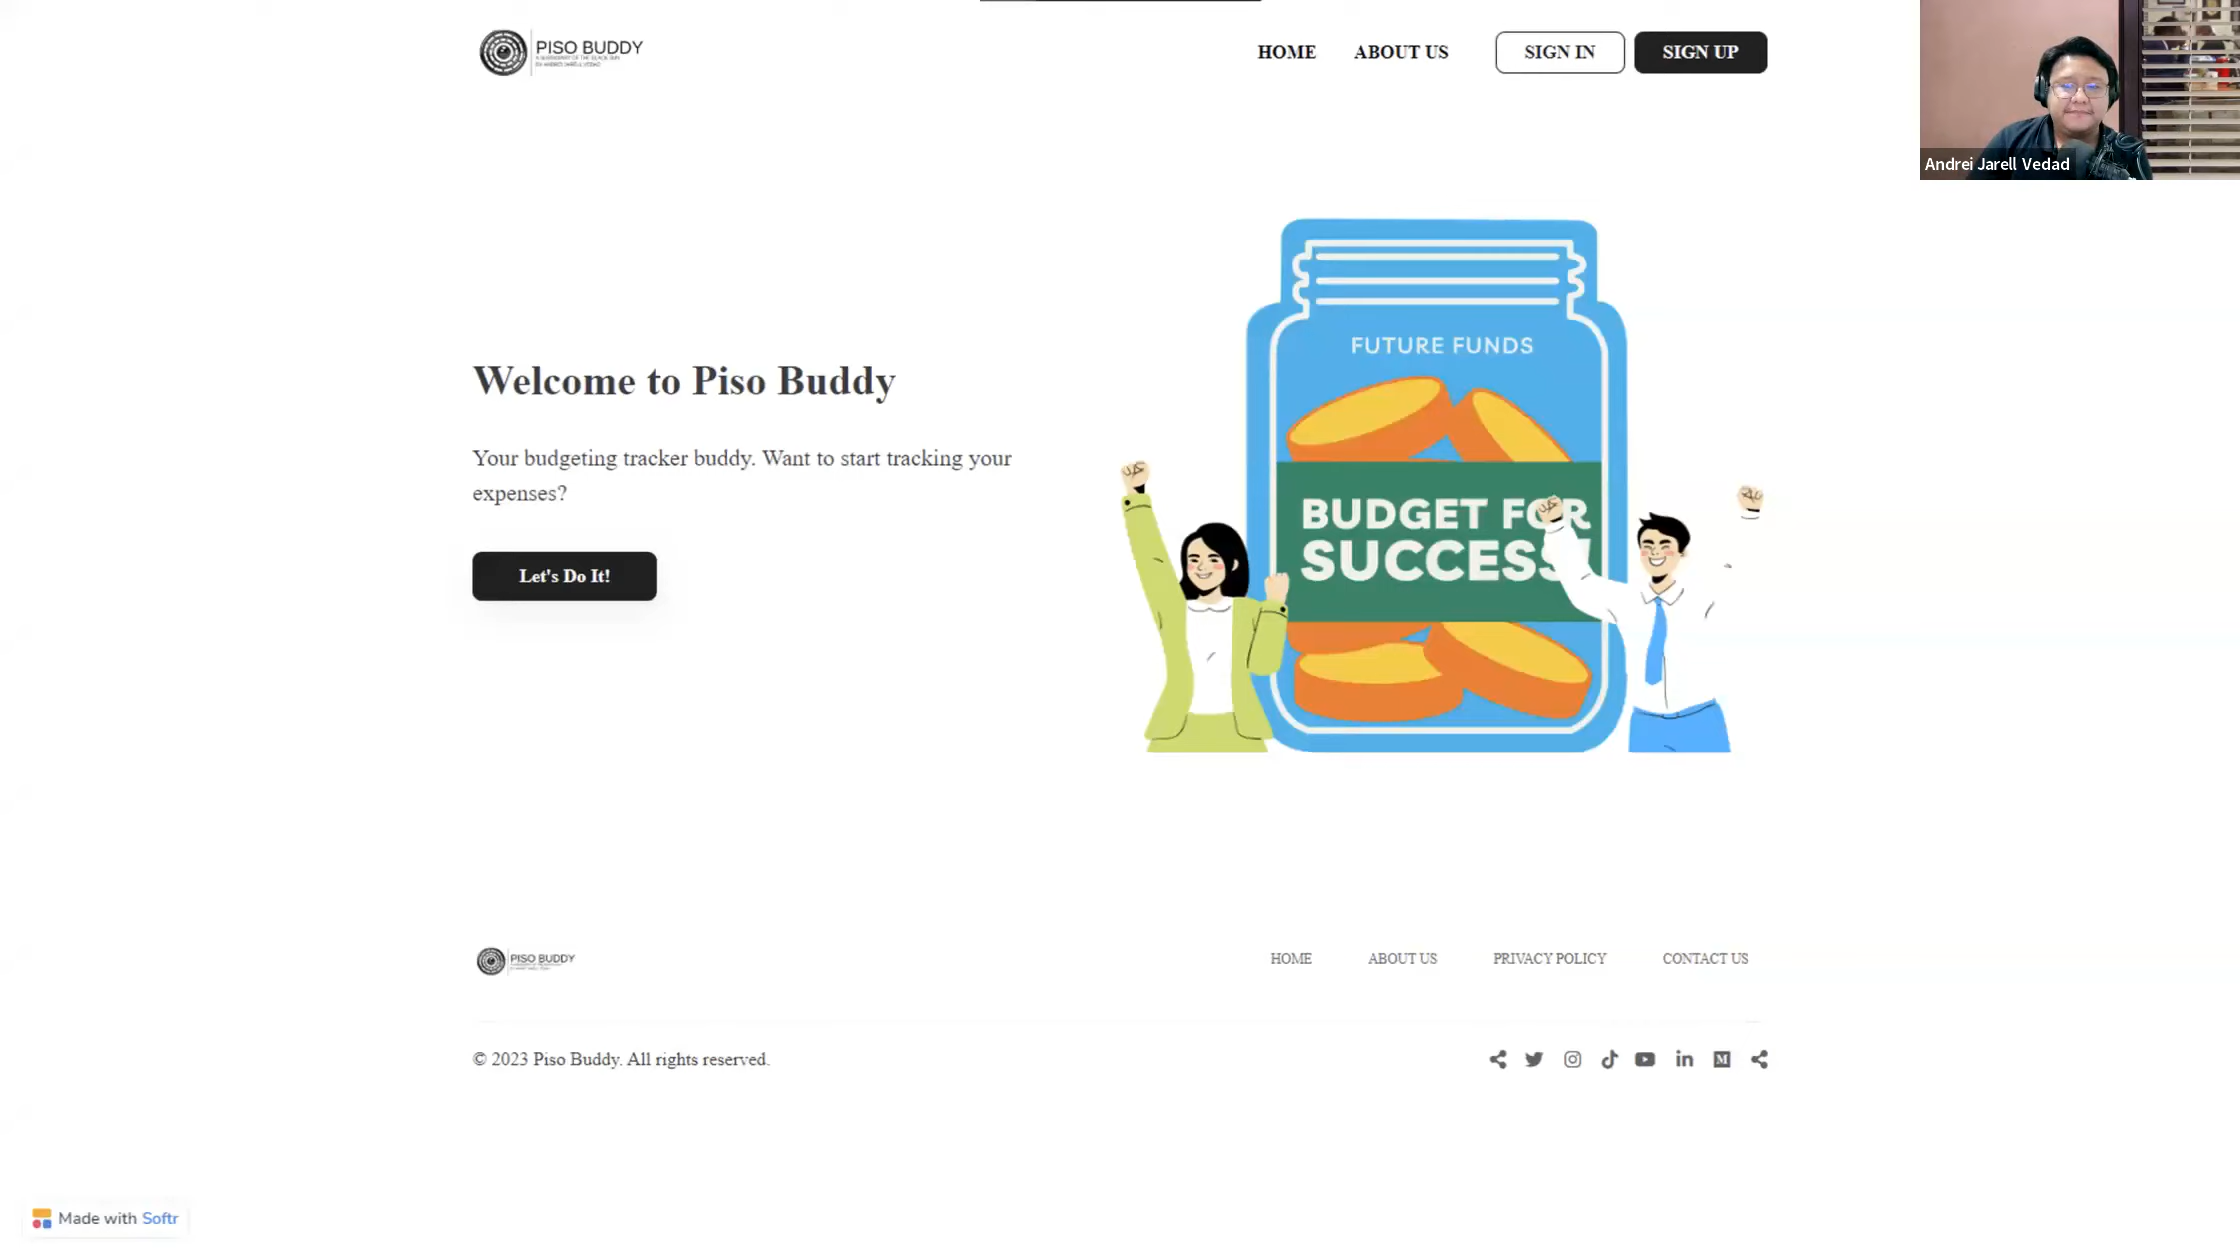 PISO BUDDY
HOME
ABOUT US
SIGN IN
SIGN UP
Andrei Jarell Vedad
FUTURE FUNDS
Welcome to Piso Buddy
Your budgeting tracker buddy. Want to start tracking your
expenses?
Let's Do It!
BUDGET FOR
SUCCESS
PISO BUDDY
HOME
ABOUT US
PRIVACY POLICY
CONTACT US
© 2023 Piso Buddy. All rights reserved.
Made with Softr